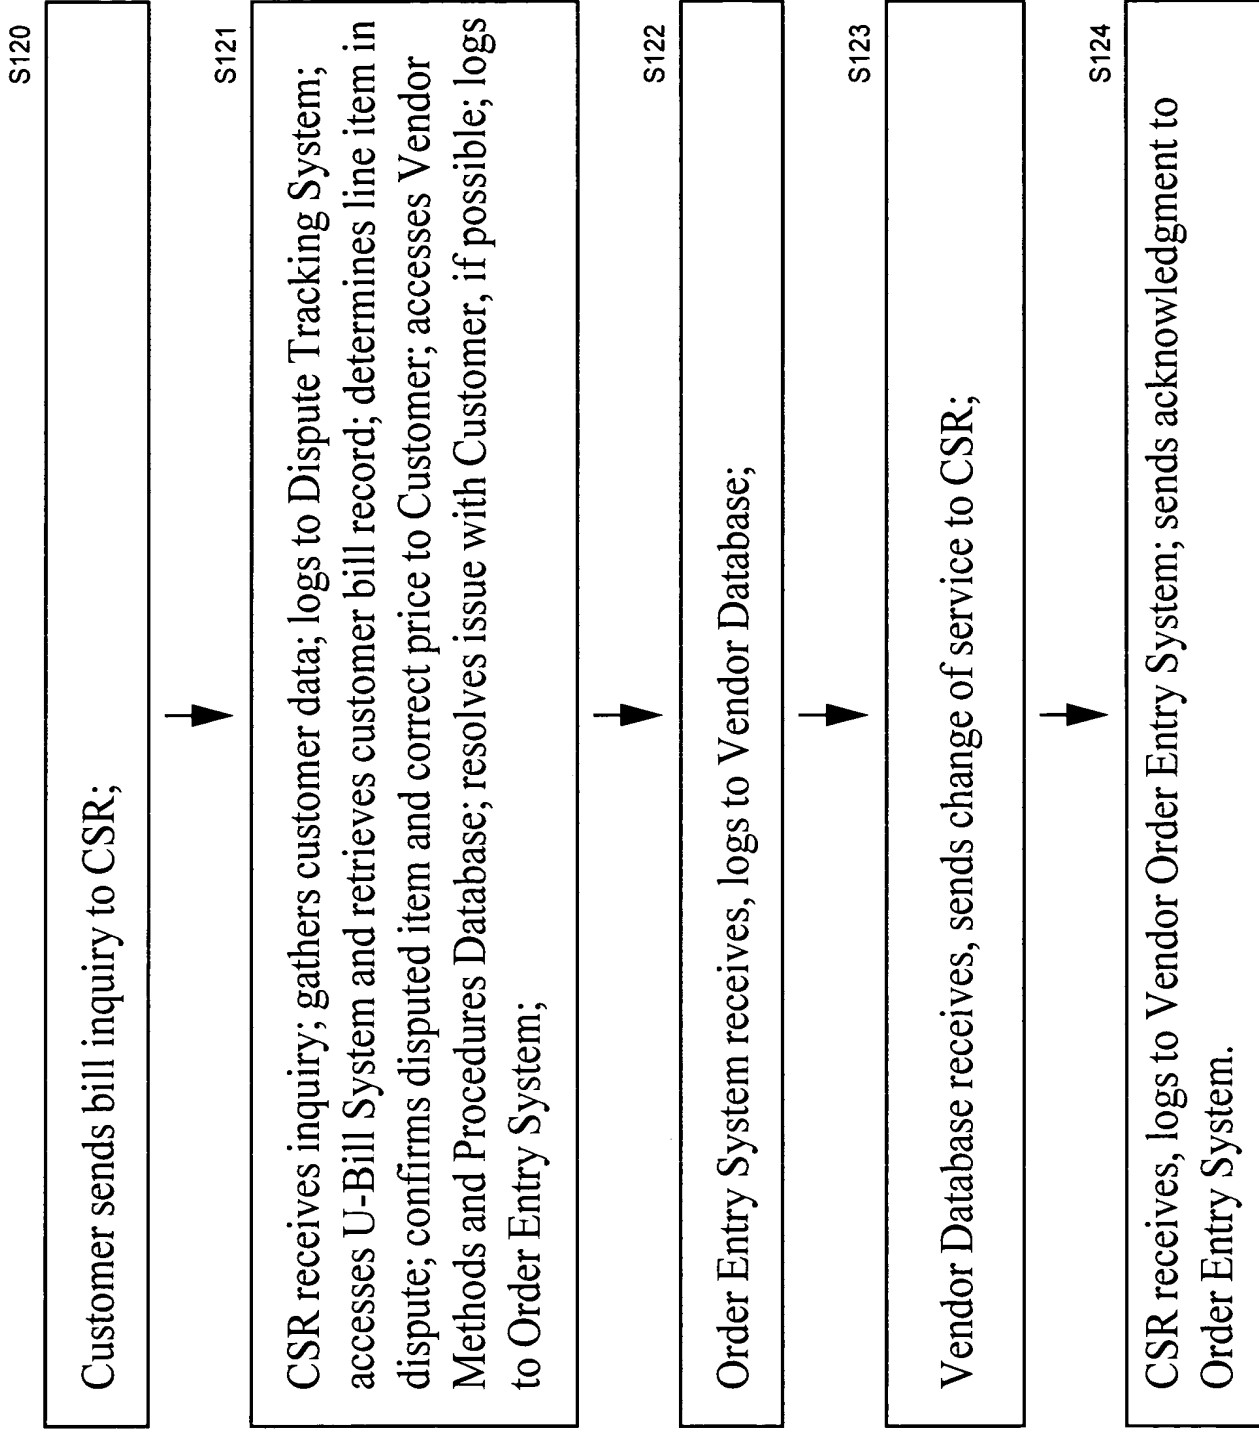 S120
Customer sends bill inquiry to CSR;
S121
CSR receives inquiry; gathers customer data; logs to Dispute Tracking System;
accesses U-Bill System and retrieves customer bill record; determines line item in
dispute; confirms disputed item and correct price to Customer; accesses Vendor
Methods and Procedures Database; resolves issue with Customer, if possible; logs
to Order Entry System;
S122
Order Entry System receives, logs to Vendor Database;
S123
Vendor Database receives, sends change of service to CSR;
S124
CSR receives, logs to Vendor Order Entry System; sends acknowledgment to
Order Entry System.